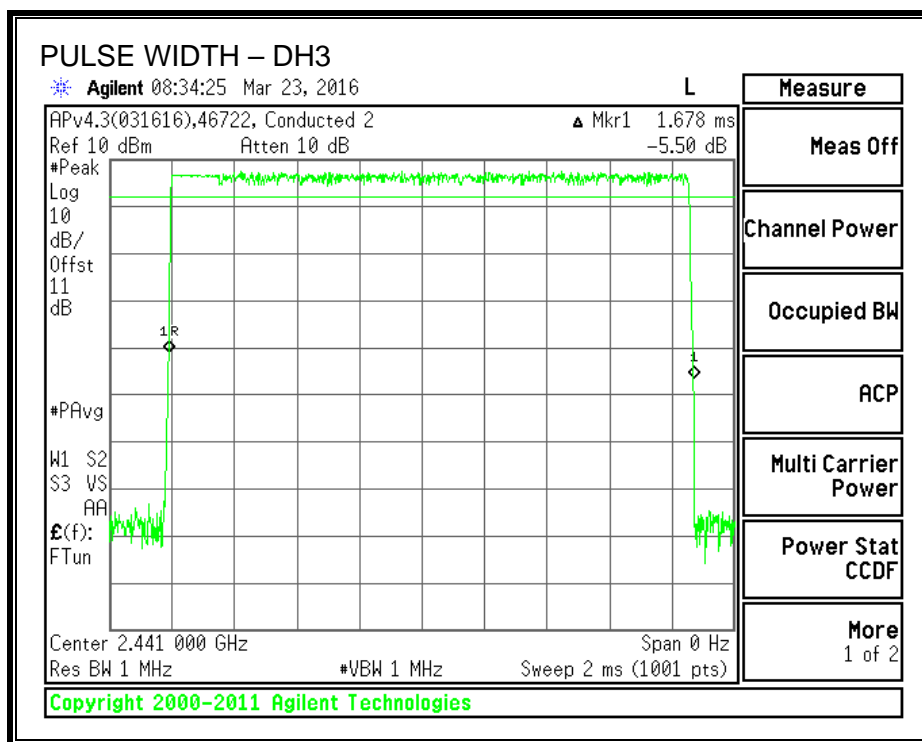 PULSE WIDTH – DH3
Agilent 08:34:25 Mar 23, 2016 L
APv4.3(031616),46722, Conducted 2 Δ Mkr1 1.678 ms
Ref 10 dBm Atten 10 dB -5.50 dB
#Peak
Log
10
dB/
Offst
11
dB
1R
1
#PAvg
W1 S2
S3 VS
AA
£(f):
FTun
Center 2.441 000 GHz Span 0 Hz
Res BW 1 MHz #VBW 1 MHz Sweep 2 ms (1001 pts)
Copyright 2000-2011 Agilent Technologies
Measure
Meas Off
Channel Power
Occupied BW
ACP
Multi Carrier
Power
Power Stat
CCDF
More
1 of 2